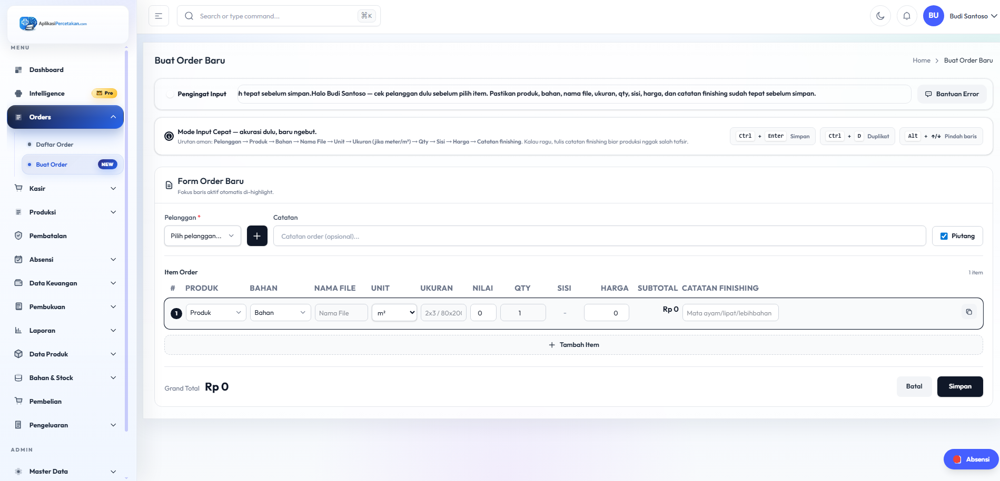 AplikasiPercetakan.com
Search or type command...
⌘K
BU
Budi Santoso
MENU
Dashboard
Intelligence
Pro
Orders
Daftar Order
Buat Order
NEW
Kasir
Produksi
Pembatalan
Absensi
Data Keuangan
Pembukuan
Laporan
Data Produk
Bahan & Stock
Pembelian
Pengeluaran
ADMIN
Master Data
Buat Order Baru
Home > Buat Order Baru
Pengingat Input
tepat sebelum simpan.Halo Budi Santoso — cek pelanggan dulu sebelum pilih item. Pastikan produk, bahan, nama file, ukuran, qty, sisi, harga, dan catatan finishing sudah tepat sebelum simpan.
Bantuan Error
Mode Input Cepat — akurasi dulu, baru ngebut.
Urutan aman: Pelanggan → Produk → Bahan → Nama File → Unit → Ukuran (jika meter/m²) → Qty → Sisi → Harga → Catatan finishing. Kalau ragu, tulis catatan finishing biar produksi nggak salah tafsir.
Ctrl + Enter Simpan
Ctrl + D Duplikat
Alt + ↑/↓ Pindah baris
Form Order Baru
Fokus baris aktif otomatis di-highlight.
Pelanggan *
Catatan
Pilih pelanggan...
Catatan order (opsional)...
Piutang
Item Order
1 item
# PRODUK BAHAN NAMA FILE UNIT UKURAN NILAI QTY SISI HARGA SUBTOTAL CATATAN FINISHING
1 Produk Bahan Nama File m² 2x3 / 80x20 0 1 - 0 Rp 0 Mata ayam/lipat/lebihbahan
+ Tambah Item
Grand Total Rp 0
Batal
Simpan
Absensi